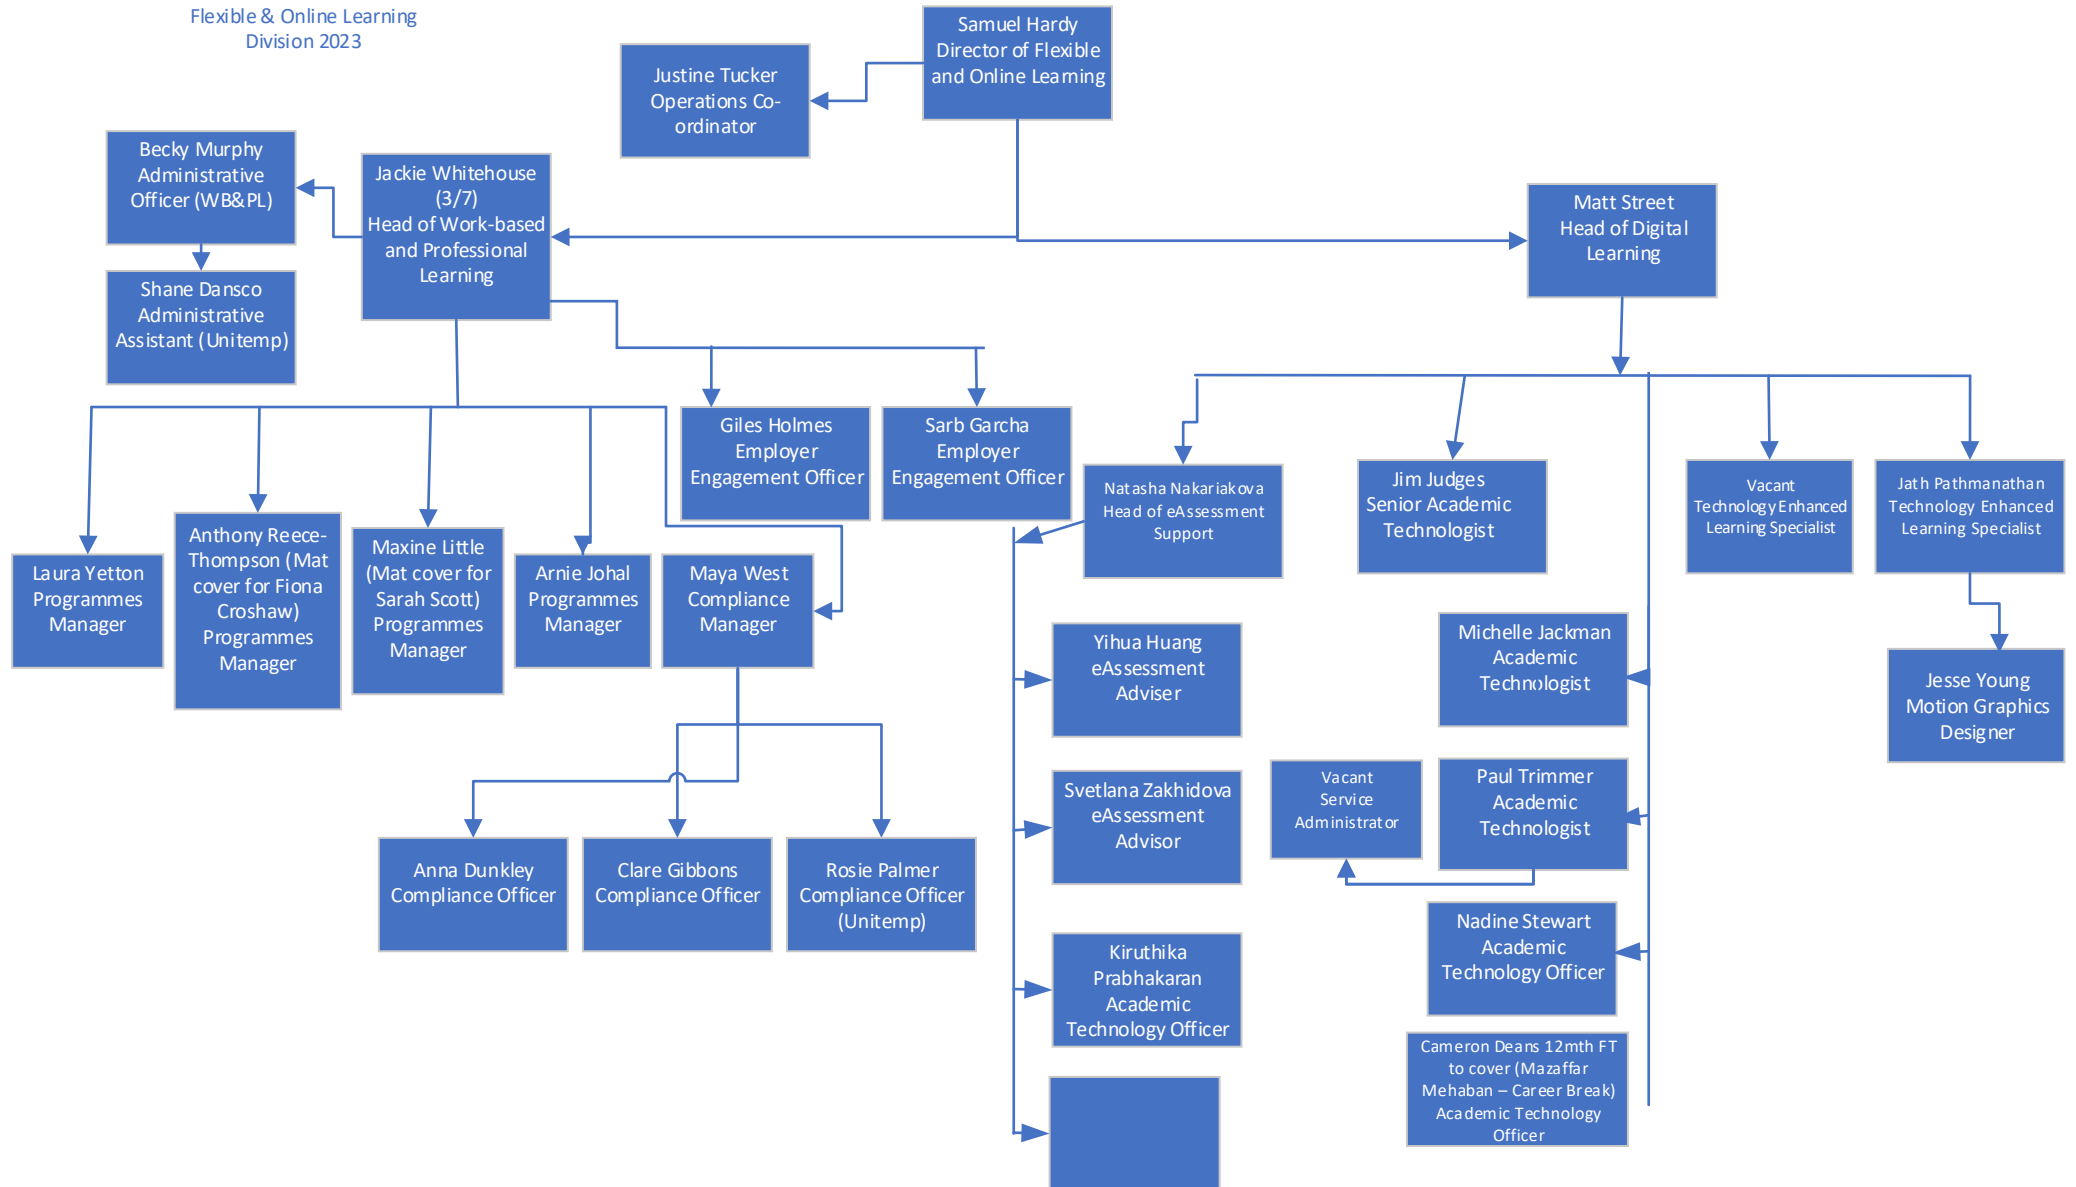 Flexible & Online Learning
Division 2023
Samuel Hardy
Director of Flexible
and Online Learning
Justine Tucker
Operations Co-
ordinator
Becky Murphy
Administrative
Officer (WB&PL)
Jackie Whitehouse
(3/7)
Head of Work-based
and Professional
Learning
Matt Street
Head of Digital
Learning
Shane Dansco
Administrative
Assistant (Unitemp)
Giles Holmes
Employer
Engagement Officer
Sarb Garcha
Employer
Engagement Officer
Natasha Nakariakova
Head of eAssessment
Support
Jim Judges
Senior Academic
Technologist
Vacant
Technology Enhanced
Learning Specialist
Jath Pathmanathan
Technology Enhanced
Learning Specialist
Laura Yetton
Programmes
Manager
Anthony Reece-
Thompson (Mat
cover for Fiona
Croshaw)
Programmes
Manager
Maxine Little
(Mat cover for
Sarah Scott)
Programmes
Manager
Arnie Johal
Programmes
Manager
Maya West
Compliance
Manager
Yihua Huang
eAssessment
Adviser
Michelle Jackman
Academic
Technologist
Jesse Young
Motion Graphics
Designer
Svetlana Zakhidova
eAssessment
Advisor
Vacant
Service
Administrator
Paul Trimmer
Academic
Technologist
Anna Dunkley
Compliance Officer
Clare Gibbons
Compliance Officer
Rosie Palmer
Compliance Officer
(Unitemp)
Kiruthika
Prabhakaran
Academic
Technology Officer
Nadine Stewart
Academic
Technology Officer
Cameron Deans 12mth FT
to cover (Mazaffar
Mehaban – Career Break)
Academic Technology
Officer